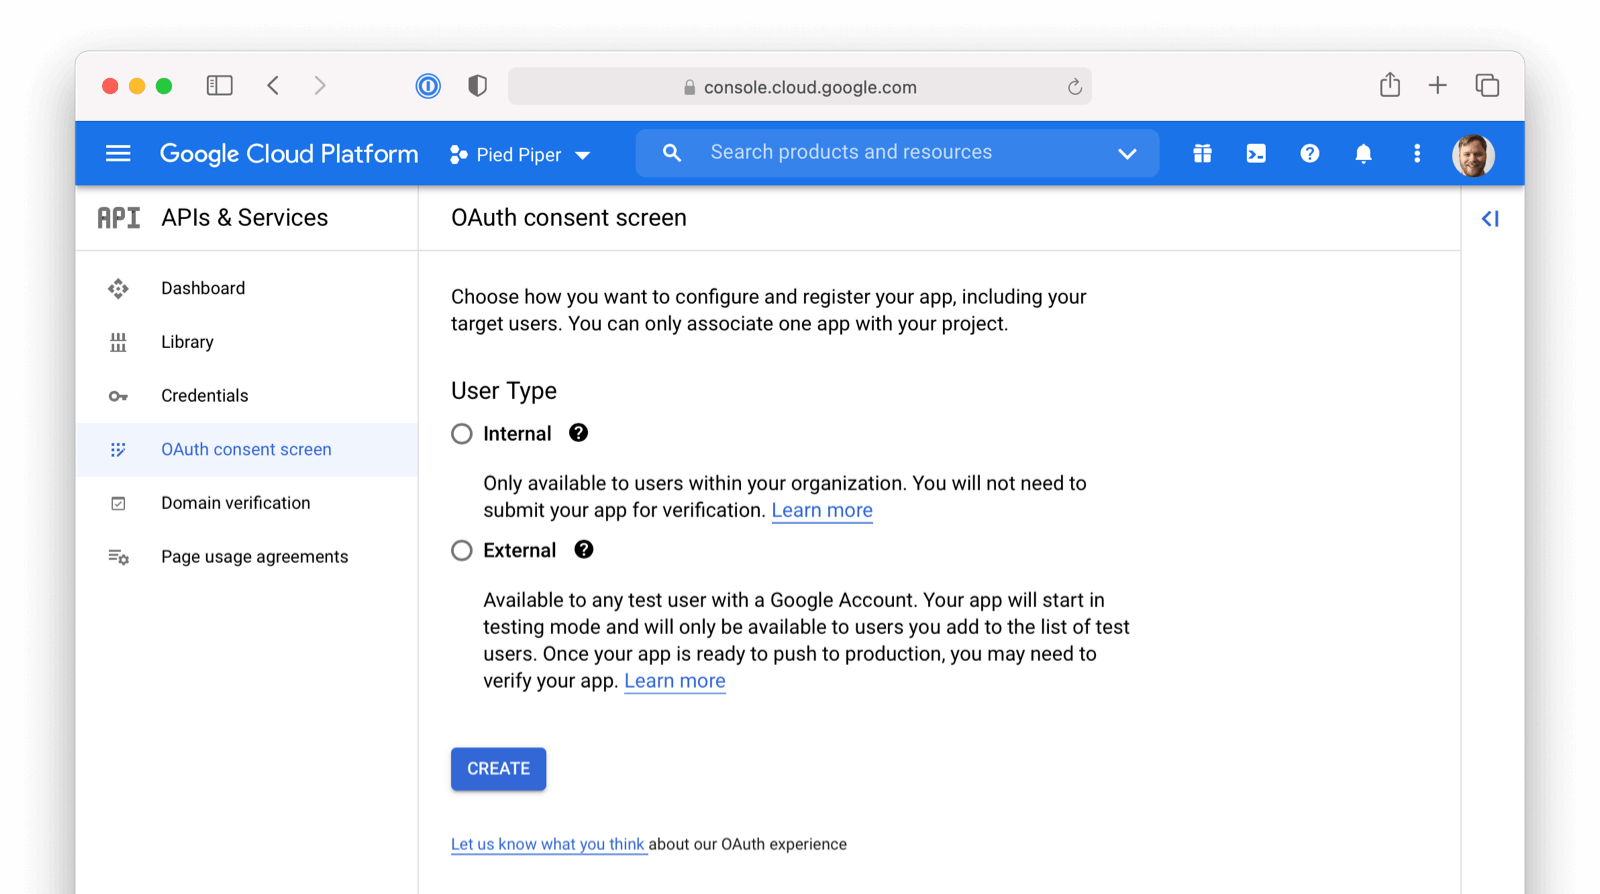 console.cloud.google.com
Google Cloud Platform
Pied Piper
Search products and resources
API
APIs & Services
OAuth consent screen
Dashboard
Library
Credentials
OAuth consent screen
Domain verification
Page usage agreements
Choose how you want to configure and register your app, including your
target users. You can only associate one app with your project.
User Type
Internal
Only available to users within your organization. You will not need to
submit your app for verification. Learn more
External
Available to any test user with a Google Account. Your app will start in
testing mode and will only be available to users you add to the list of test
users. Once your app is ready to push to production, you may need to
verify your app. Learn more
CREATE
Let us know what you think about our OAuth experience